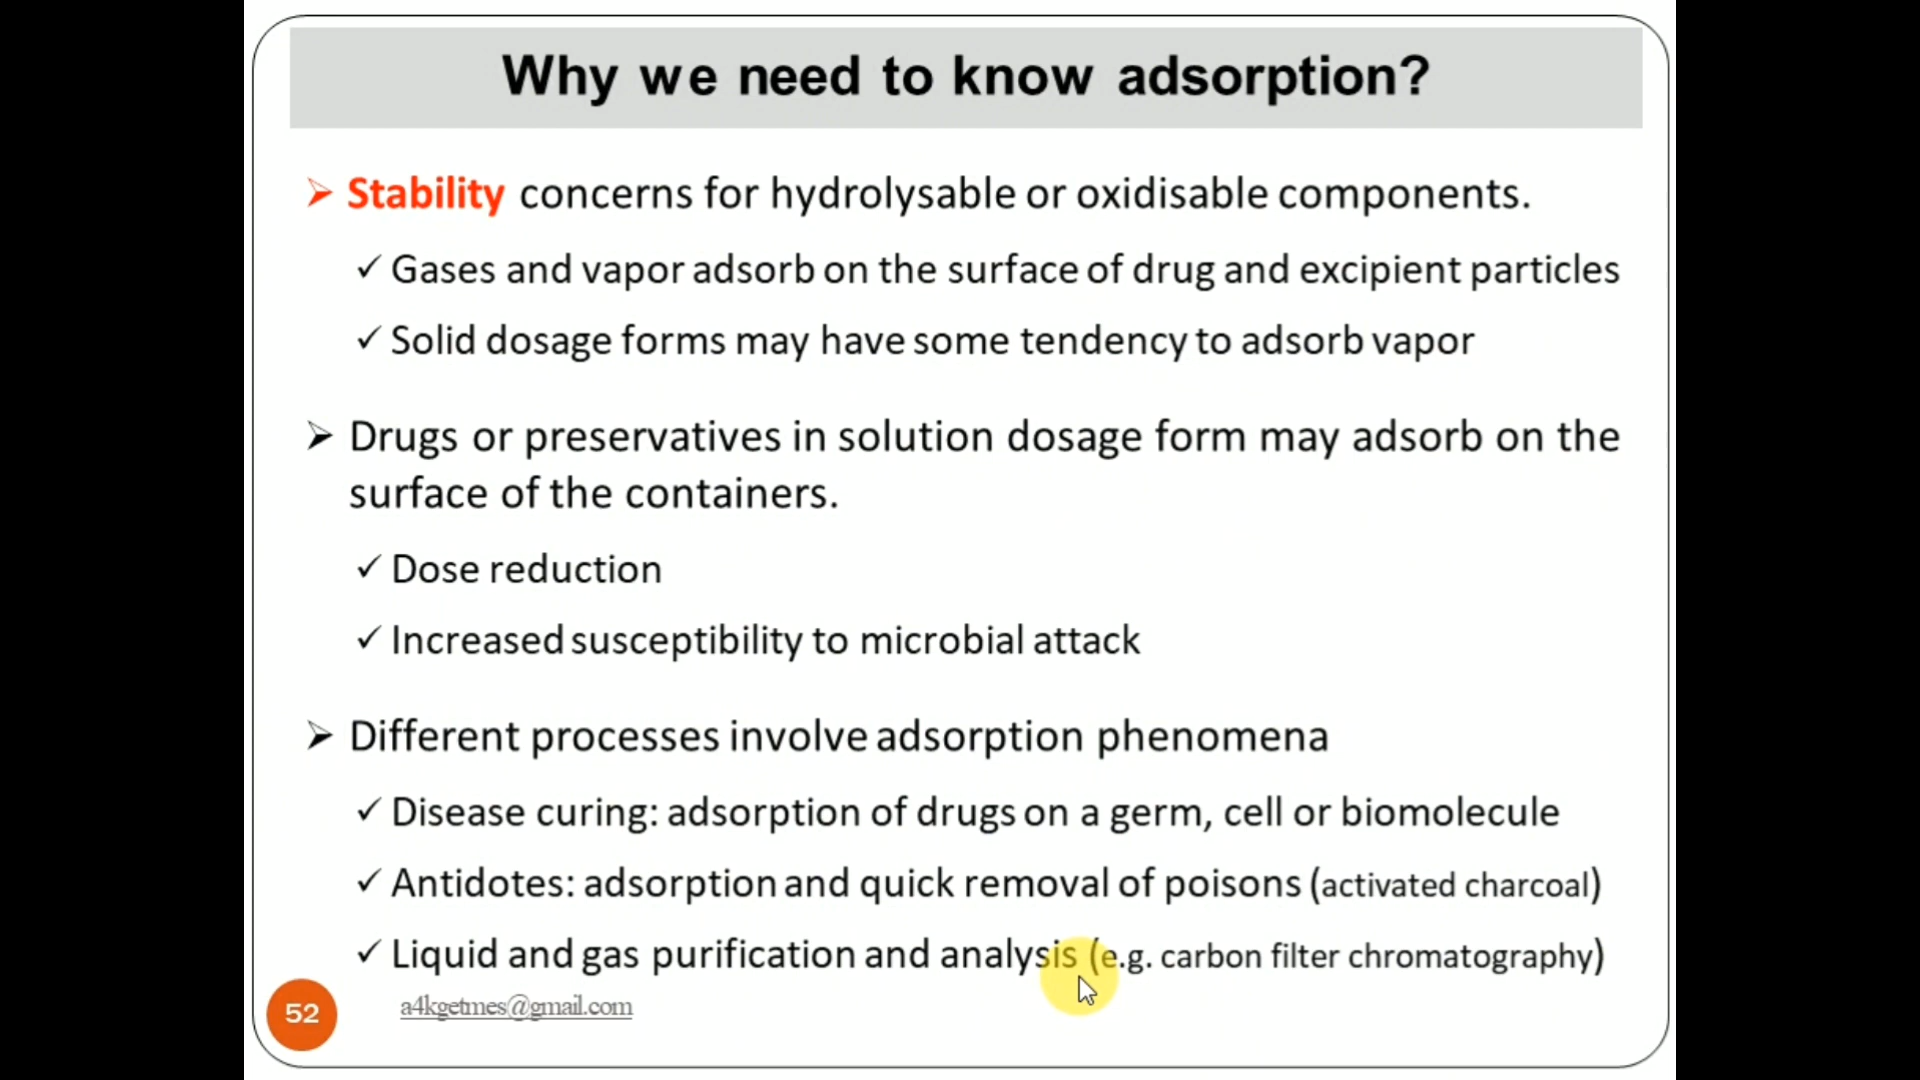 Why we need to know adsorption?
➢ Stability concerns for hydrolysable or oxidisable components.
✓ Gases and vapor adsorb on the surface of drug and excipient particles
✓ Solid dosage forms may have some tendency to adsorb vapor
➢ Drugs or preservatives in solution dosage form may adsorb on the
surface of the containers.
✓ Dose reduction
✓ Increased susceptibility to microbial attack
➢ Different processes involve adsorption phenomena
✓ Disease curing: adsorption of drugs on a germ, cell or biomolecule
✓ Antidotes: adsorption and quick removal of poisons (activated charcoal)
✓ Liquid and gas purification and analysis (e.g. carbon filter chromatography)
52
a4kgetmes@gmail.com